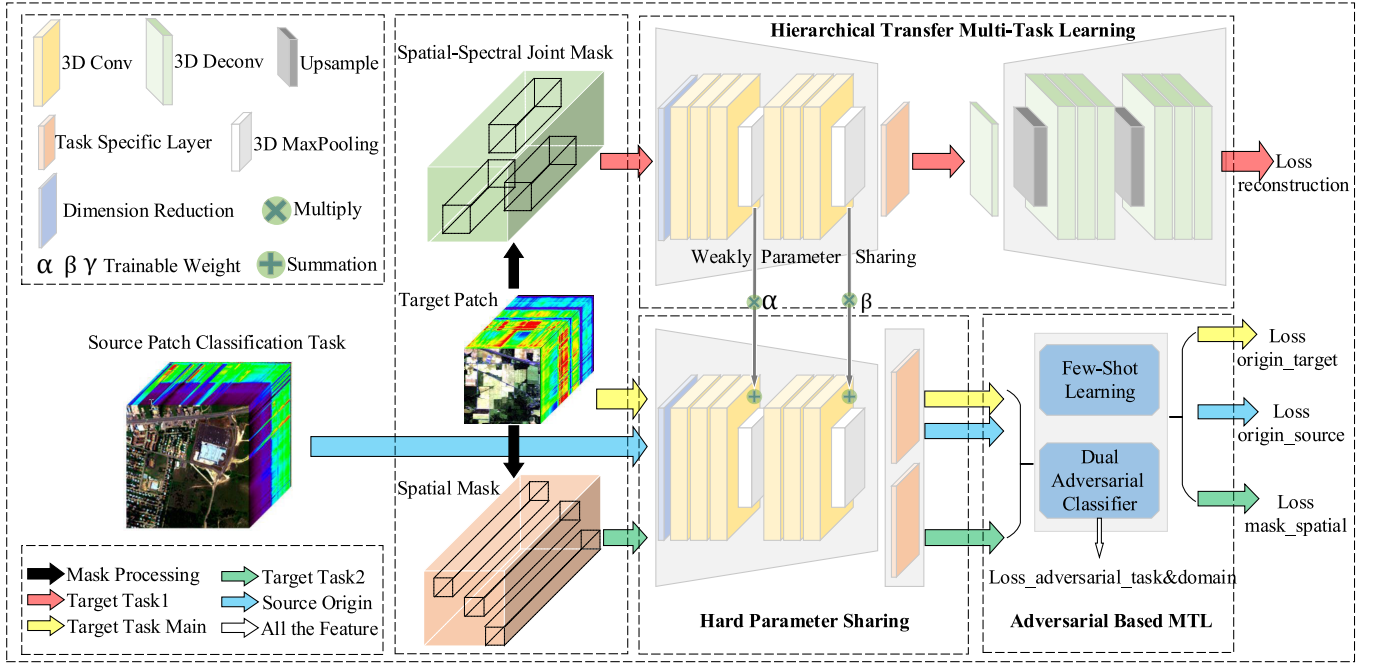 3D Conv
3D Deconv
Upsample
Task Specific Layer
3D MaxPooling
Dimension Reduction
Multiply
α β γ Trainable Weight
Summation
Spatial-Spectral Joint Mask
Hierarchical Transfer Multi-Task Learning
Loss
reconstruction
Weakly Parameter Sharing
α
β
Target Patch
Source Patch Classification Task
Spatial Mask
Few-Shot
Learning
Dual
Adversarial
Classifier
Loss
origin_target
Loss
origin_source
Loss
mask_spatial
Loss_adversarial_task&domain
Hard Parameter Sharing
Adversarial Based MTL
Mask Processing
Target Task1
Target Task Main
Target Task2
Source Origin
All the Feature